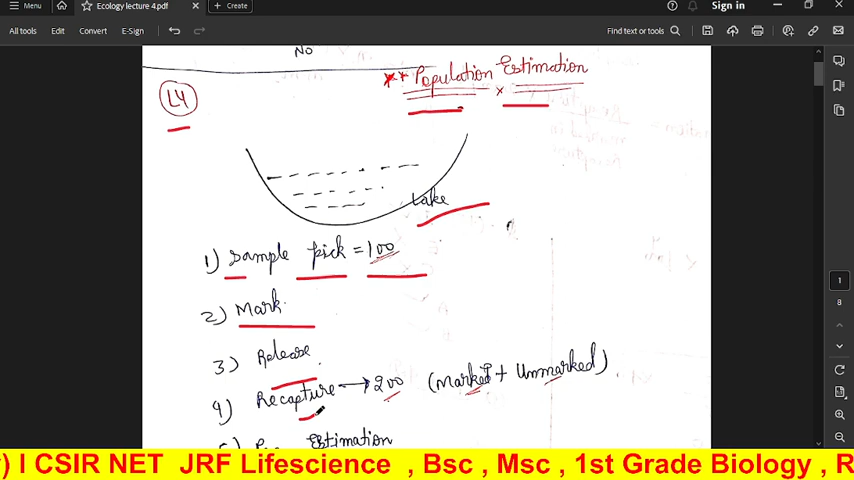 Menu
Ecology lecture 4.pdf
Create
Sign in
All tools Edit Convert E-Sign
Find text or tools
No
L4
** Population Estimation
Lake
1) Sample pick = 100
2) Mark
3) Release
4) Recapture → 200 (Marked + Unmarked)
Estimation
1
8
y) I CSIR NET JRF Lifescience , Bsc , Msc , 1st Grade Biology , R